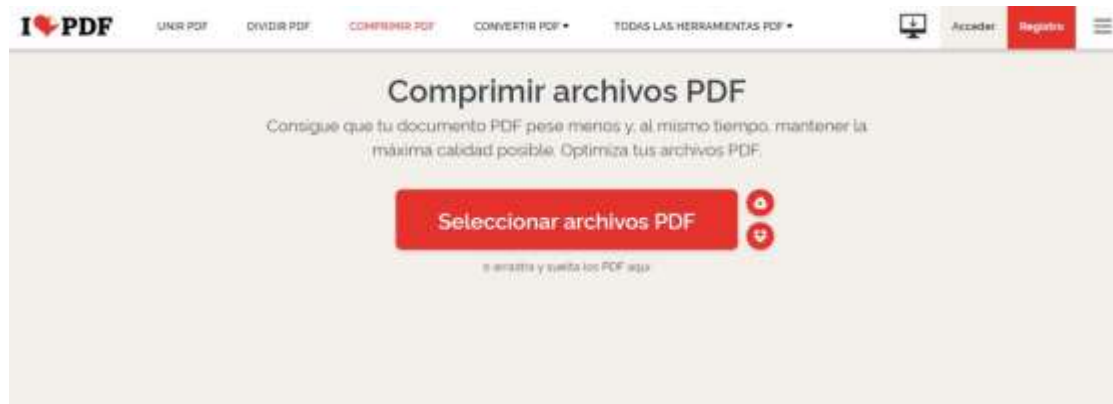 I PDF
UNIR PDF
DIVIDIR PDF
COMPRIMIR PDF
CONVERTIR PDF
TODAS LAS HERRAMIENTAS PDF
Acceder
Registro
Comprimir archivos PDF
Consigue que tu documento PDF pese menos y, al mismo tiempo, mantener la
máxima calidad posible. Optimiza tus archivos PDF.
Seleccionar archivos PDF
o arrastra y suelta los PDF aquí